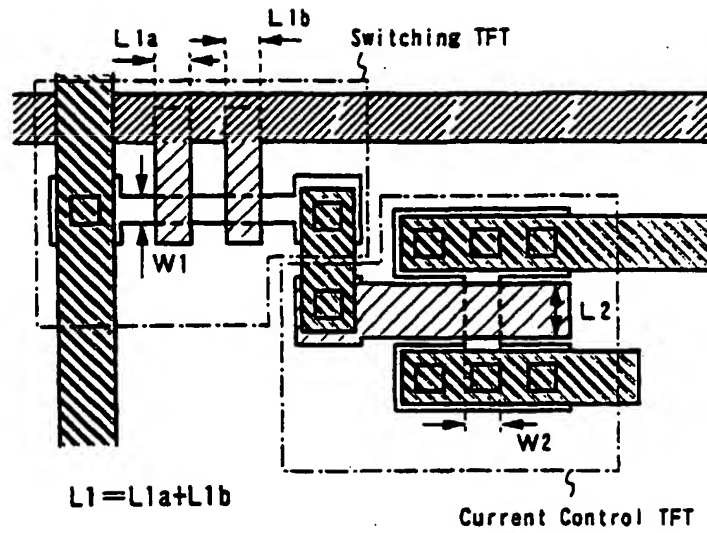 L1b
L1a
Switching TFT
W1
L2
W2
L1=L1a+L1b
Current Control TFT